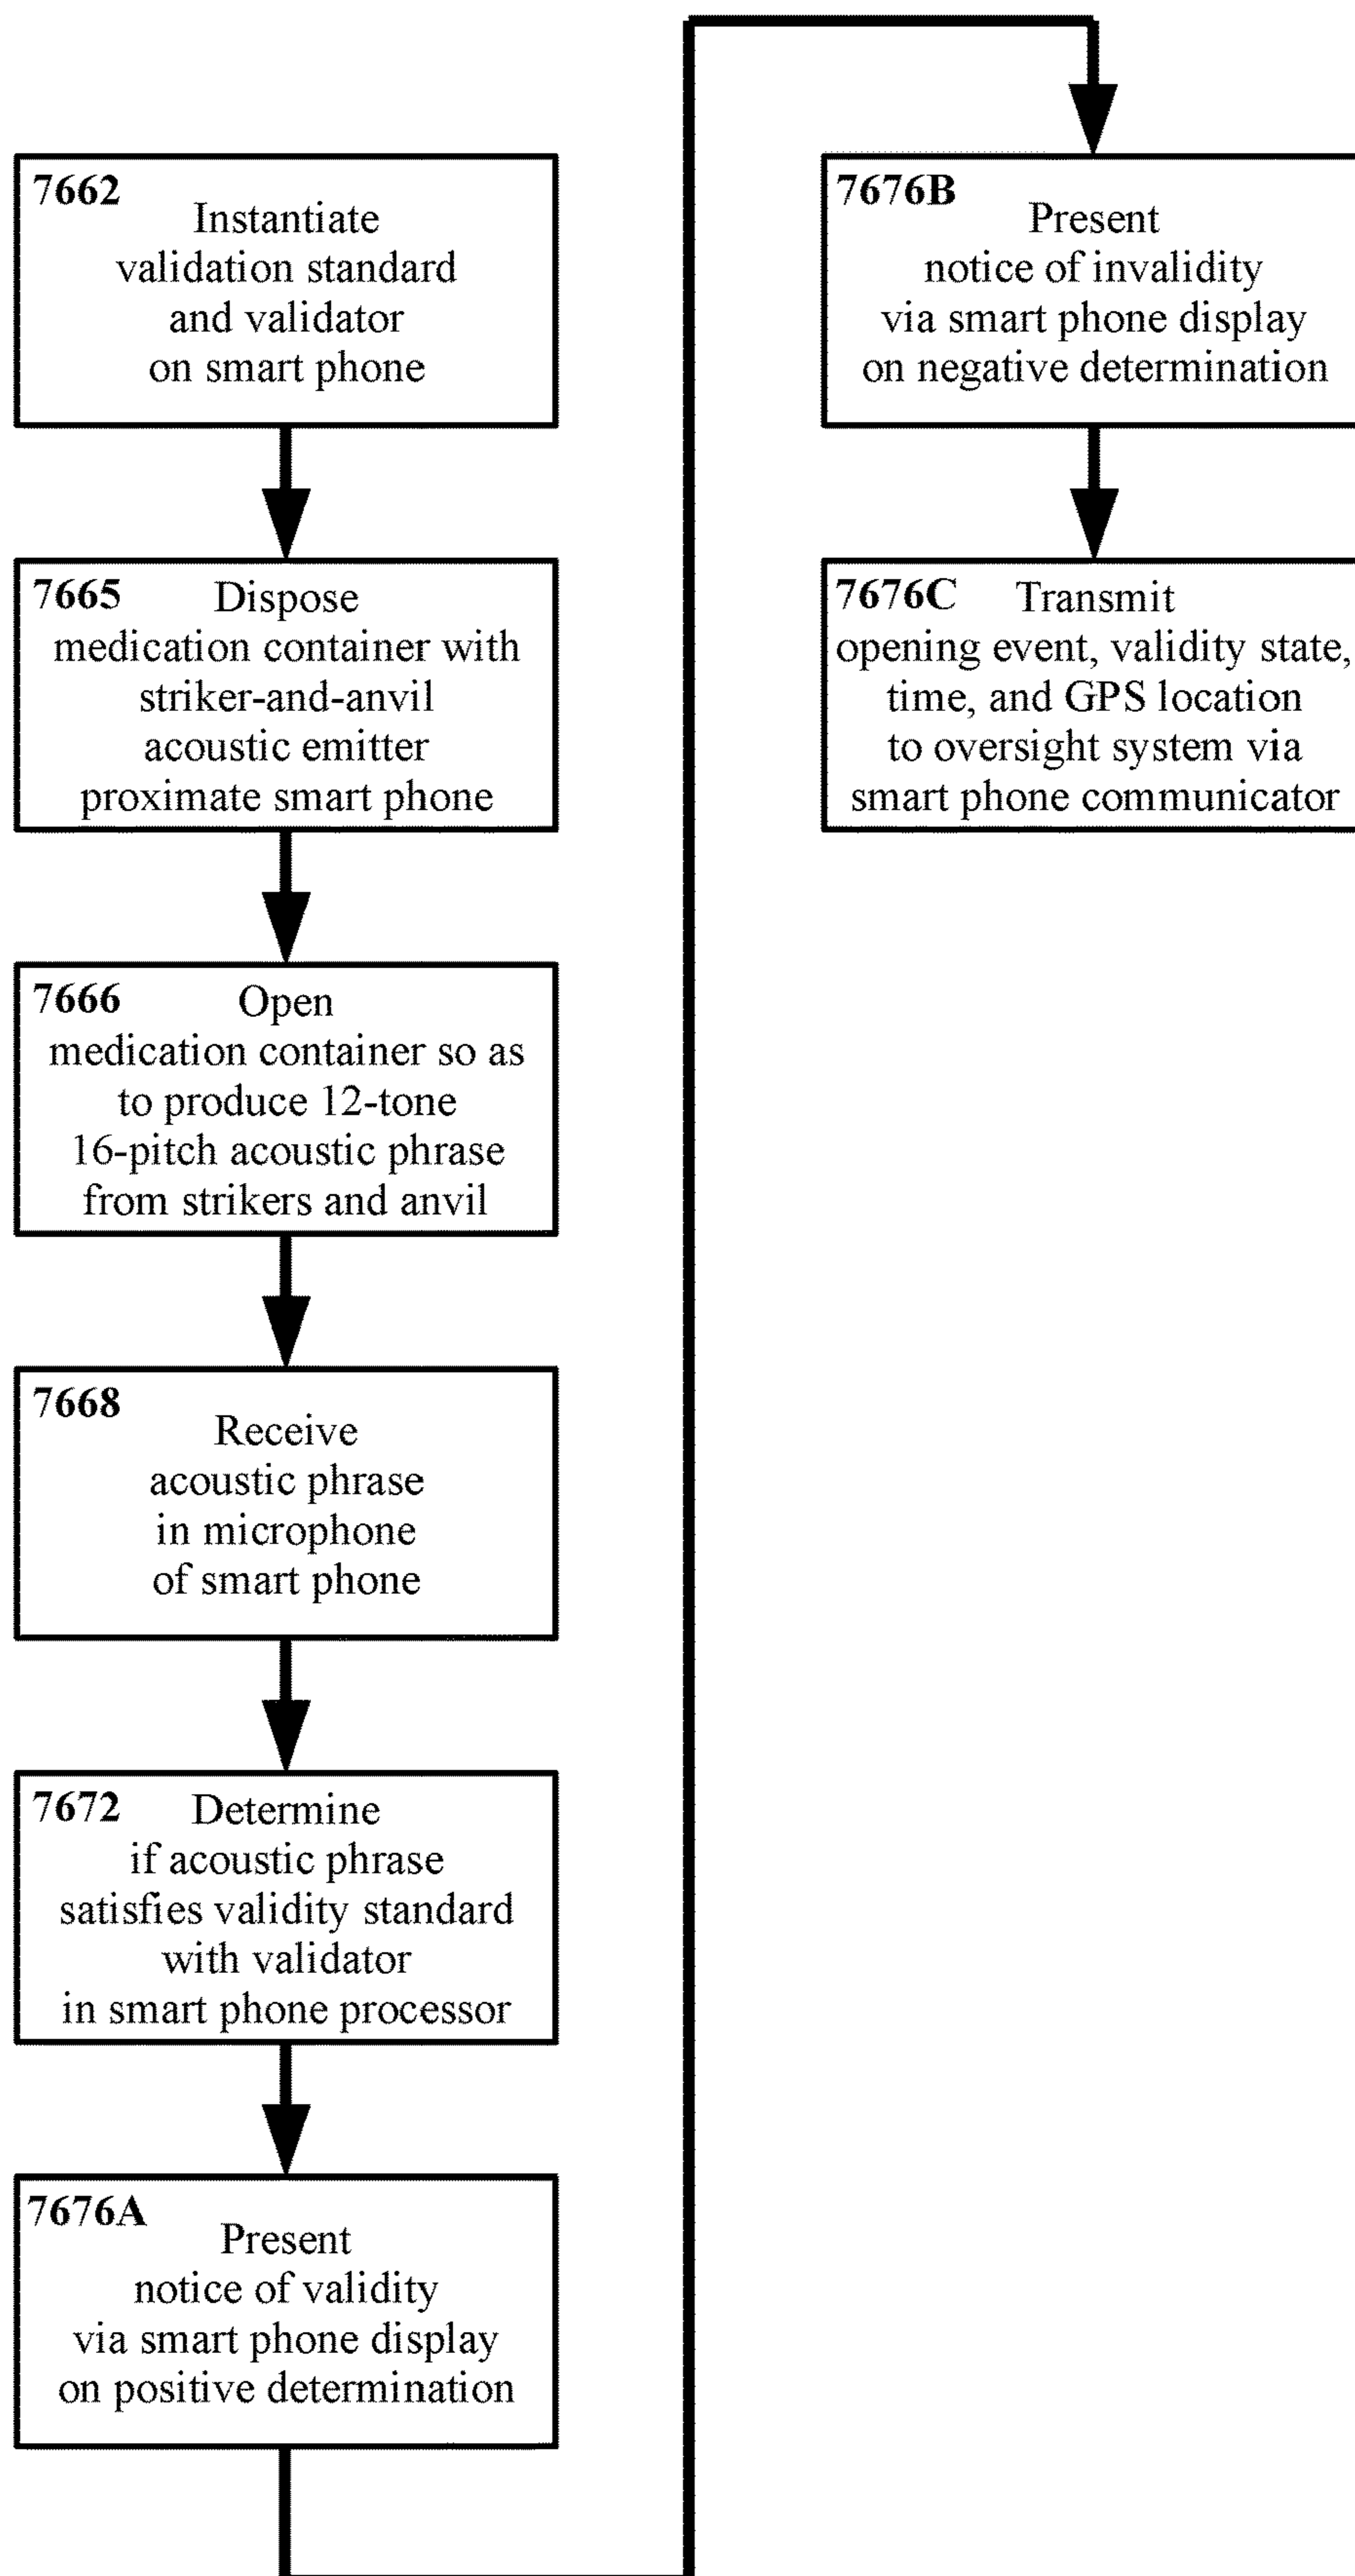 7662
Instantiate
validation standard
and validator
on smart phone
7665 Dispose
medication container with
striker-and-anvil
acoustic emitter
proximate smart phone
7666 Open
medication container so as
to produce 12-tone
16-pitch acoustic phrase
from strikers and anvil
7668
Receive
acoustic phrase
in microphone
of smart phone
7672 Determine
if acoustic phrase
satisfies validity standard
with validator
in smart phone processor
7676A
Present
notice of validity
via smart phone display
on positive determination
7676B
Present
notice of invalidity
via smart phone display
on negative determination
7676C Transmit
opening event, validity state,
time, and GPS location
to oversight system via
smart phone communicator